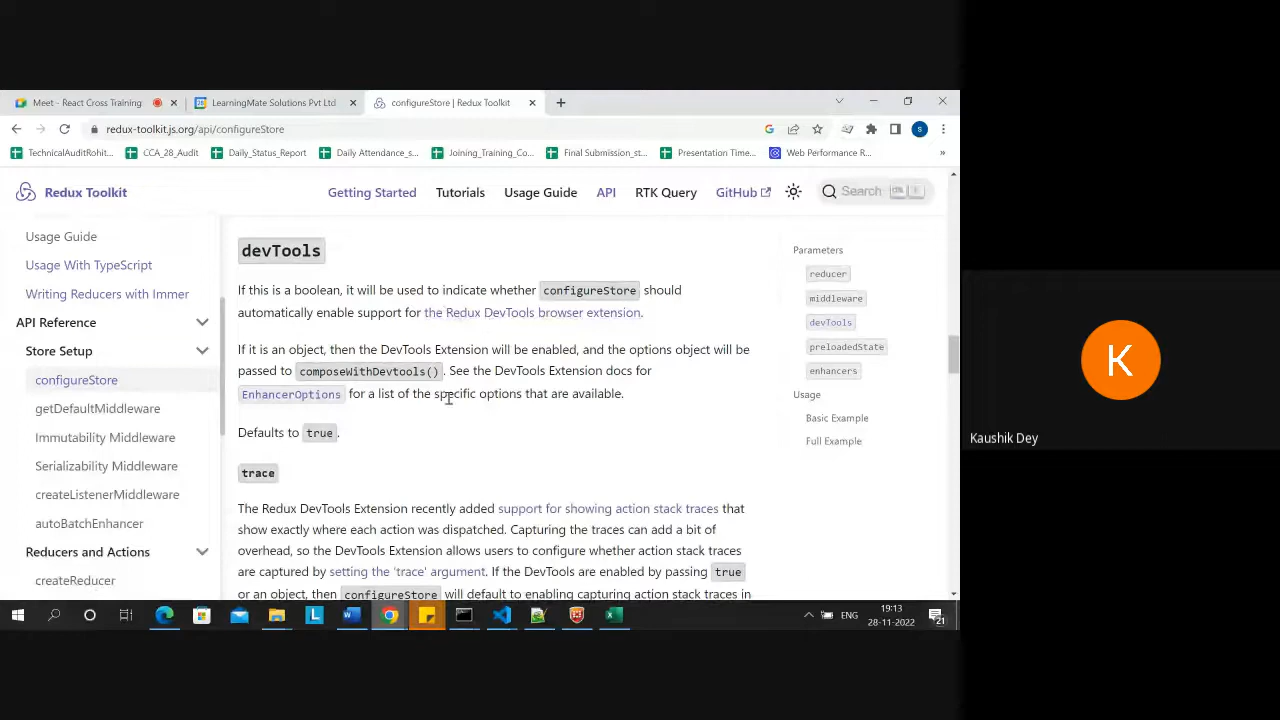 Meet - React Cross Training
LearningMate Solutions Pvt Ltd
configureStore | Redux Toolkit
redux-toolkit.js.org/api/configureStore
TechnicalAuditRohit...
CCA_28_Audit
Daily_Status_Report
Daily Attendance_s...
Joining_Training_Co...
Final Submission_st...
Presentation Time...
Web Performance R...
»
Redux Toolkit
Getting Started
Tutorials
Usage Guide
API
RTK Query
GitHub
Search
Usage Guide
Usage With TypeScript
Writing Reducers with Immer
API Reference
Store Setup
configureStore
getDefaultMiddleware
Immutability Middleware
Serializability Middleware
createListenerMiddleware
autoBatchEnhancer
Reducers and Actions
createReducer
devTools
If this is a boolean, it will be used to indicate whether configureStore should
automatically enable support for the Redux DevTools browser extension.
If it is an object, then the DevTools Extension will be enabled, and the options object will be
passed to composeWithDevtools(). See the DevTools Extension docs for
EnhancerOptions for a list of the specific options that are available.
Defaults to true.
trace
The Redux DevTools Extension recently added support for showing action stack traces that
show exactly where each action was dispatched. Capturing the traces can add a bit of
overhead, so the DevTools Extension allows users to configure whether action stack traces
are captured by setting the 'trace' argument. If the DevTools are enabled by passing true
or an object, then configureStore will default to enabling capturing action stack traces in
Parameters
reducer
middleware
devTools
preloadedState
enhancers
Usage
Basic Example
Full Example
K
Kaushik Dey
ENG
19:13
28-11-2022
21